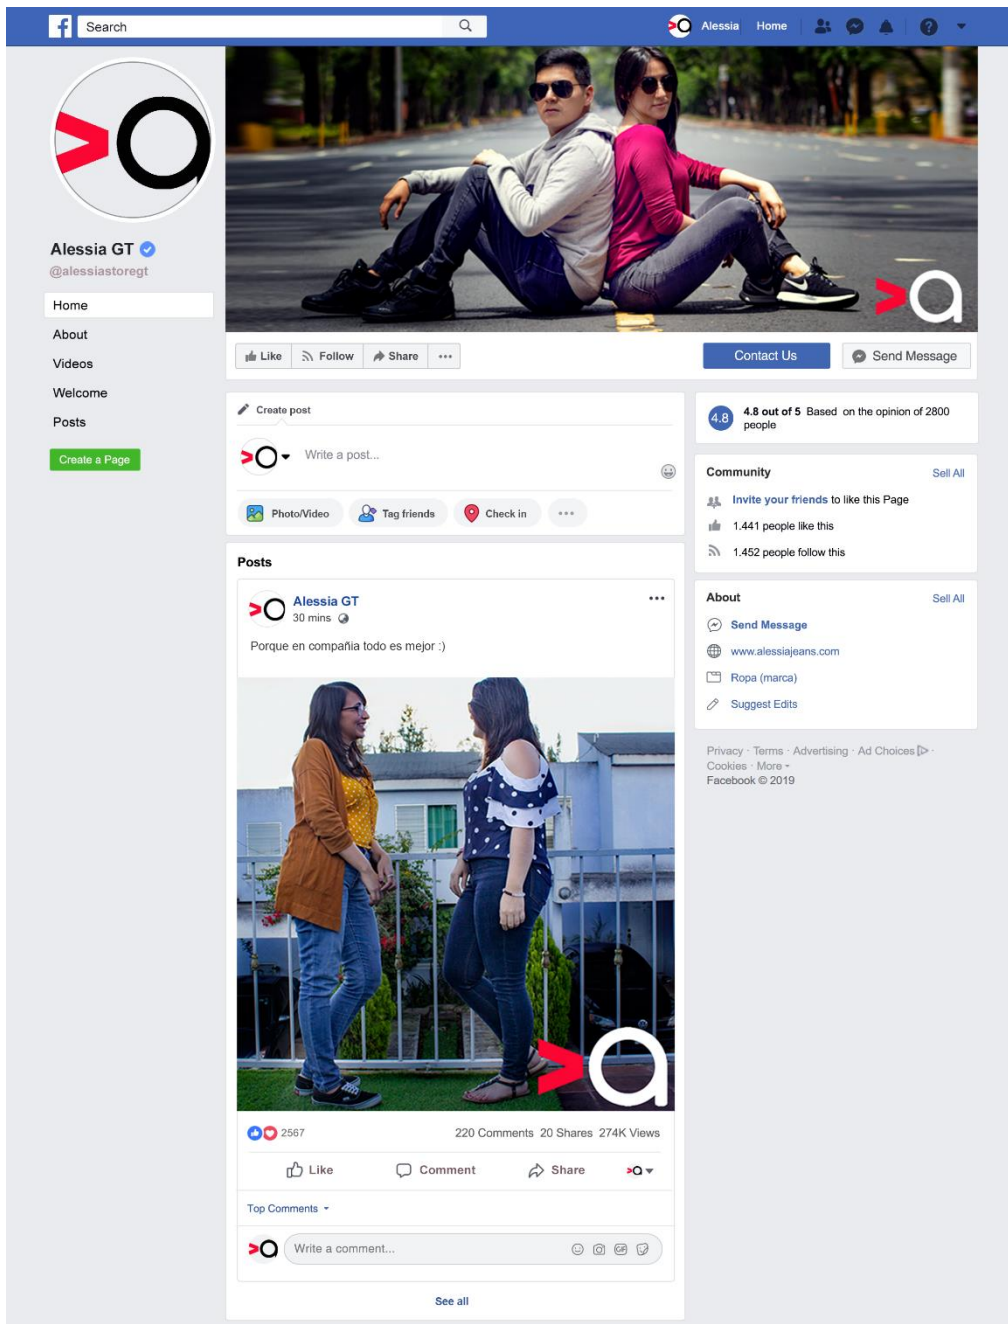 Search
Alessia
Home
Alessia GT
@alessiastoregt
Home
About
Videos
Welcome
Posts
Create a Page
Like
Follow
Share
Contact Us
Send Message
Create post
Write a post...
Photo/Video
Tag friends
Check in
Posts
Alessia GT
30 mins
Porque en compañia todo es mejor :)
2567
220 Comments 20 Shares 274K Views
Like
Comment
Share
Top Comments
Write a comment...
GIF
See all
4.8
4.8 out of 5 Based on the opinion of 2800
people
Community
Sell All
Invite your friends to like this Page
1.441 people like this
1.452 people follow this
About
Sell All
Send Message
www.alessiajeans.com
Ropa (marca)
Suggest Edits
Privacy · Terms · Advertising · Ad Choices ·
Cookies · More
Facebook © 2019